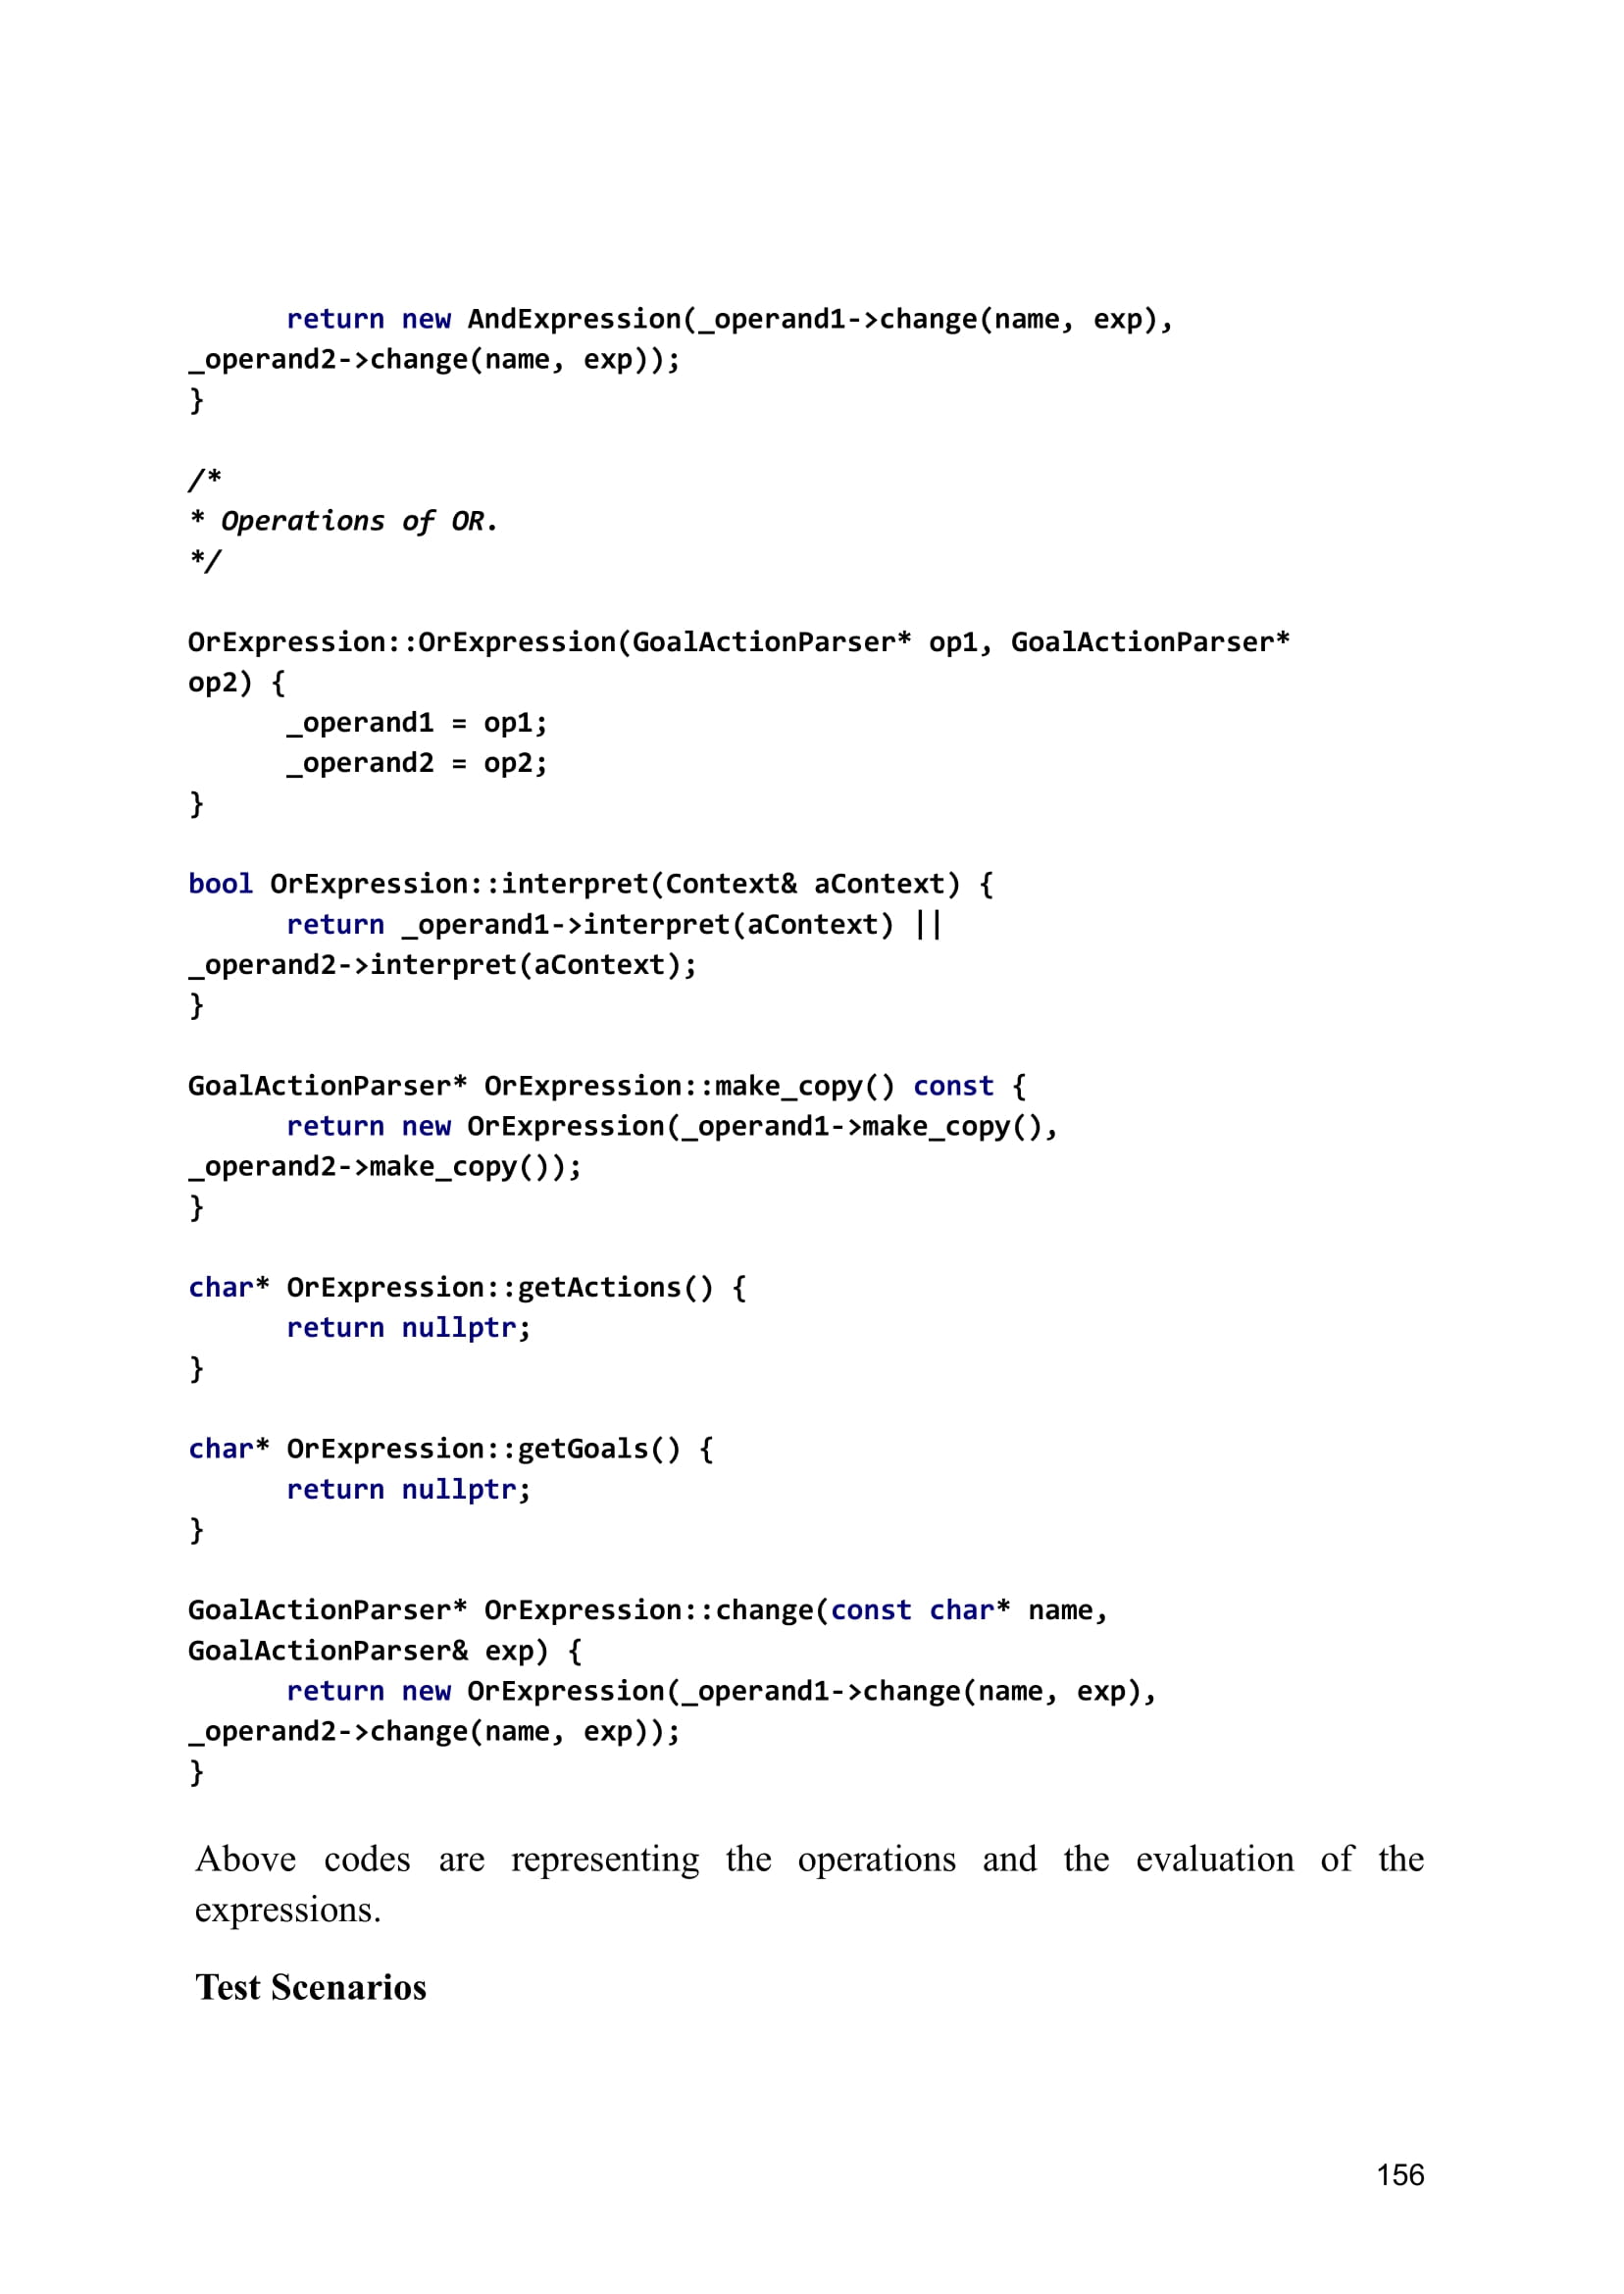 return new AndExpression(_operand1->change(name, exp),
_operand2->change(name, exp));
}
/*
* Operations of OR.
*/
OrExpression::OrExpression(GoalActionParser* op1, GoalActionParser*
op2) {
      _operand1 = op1;
      _operand2 = op2;
}
bool OrExpression::interpret(Context& aContext) {
      return _operand1->interpret(aContext) ||
_operand2->interpret(aContext);
}
GoalActionParser* OrExpression::make_copy() const {
      return new OrExpression(_operand1->make_copy(),
_operand2->make_copy());
}
char* OrExpression::getActions() {
      return nullptr;
}
char* OrExpression::getGoals() {
      return nullptr;
}
GoalActionParser* OrExpression::change(const char* name,
GoalActionParser& exp) {
      return new OrExpression(_operand1->change(name, exp),
_operand2->change(name, exp));
}
Above codes are representing the operations and the evaluation of the
expressions.
Test Scenarios
156